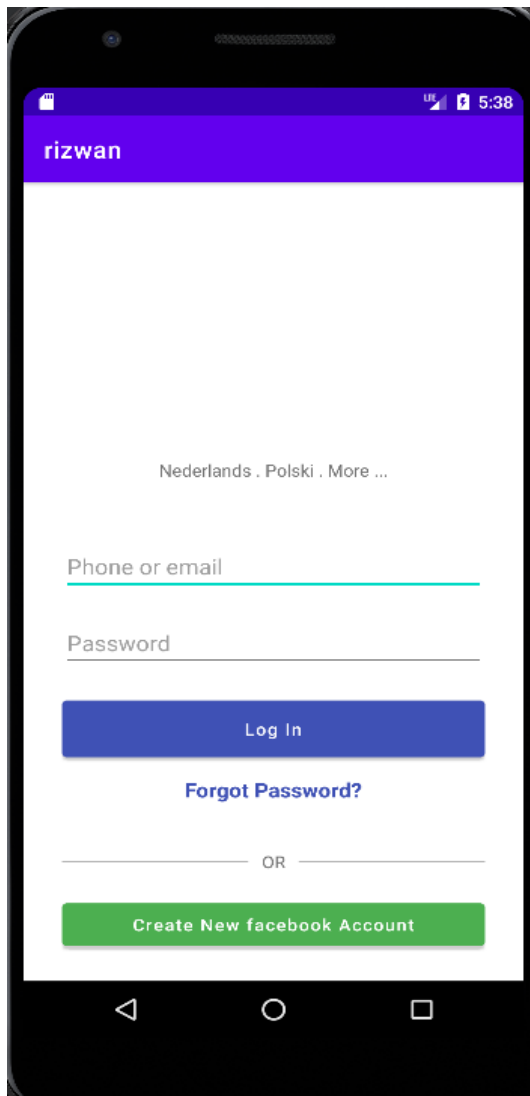 LTE 5:38
rizwan
Nederlands . Polski . More ...
Phone or email
Password
Log In
Forgot Password?
OR
Create New facebook Account